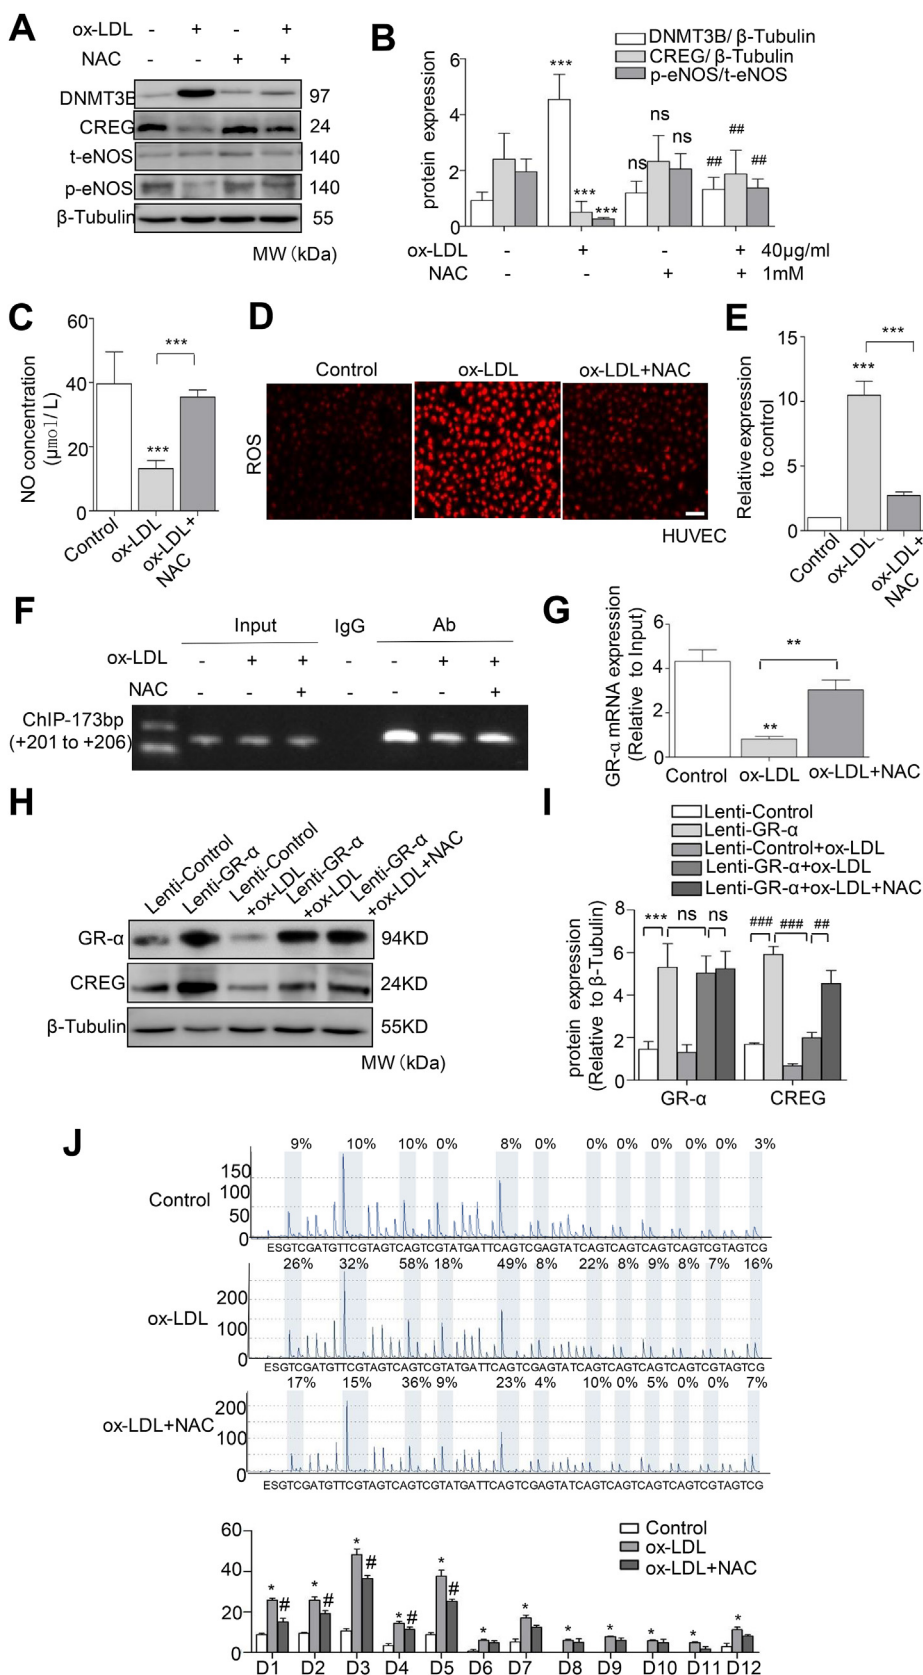 A
ox-LDL - + - +
NAC - - + +
DNMT3B 97
CREG 24
t-eNOS 140
p-eNOS 140
β-Tubulin 55
MW (kDa)
B
DNMT3B/ β-Tubulin
CREG/ β-Tubulin
p-eNOS/t-eNOS
protein expression
6
4
2
0
***
***
***
ns
ns
ns
##
##
##
ox-LDL - + - + 40μg/ml
NAC - - + + 1mM
C
NO concentration
(μmol/L)
60
40
20
0
***
***
Control
ox-LDL
ox-LDL+
NAC
D
Control ox-LDL ox-LDL+NAC
ROS
HUVEC
E
Relative expression
to control
15
10
5
0
***
***
Control
ox-LDL
ox-LDL+
NAC
F
Input IgG Ab
ox-LDL - + + - - + +
NAC - - + - - - +
ChIP-173bp
(+201 to +206)
G
GR-α mRNA expression
(Relative to Input)
6
4
2
0
**
**
Control ox-LDL ox-LDL+NAC
H
Lenti-Control
Lenti-GR-α
Lenti-Control
+ox-LDL
Lenti-GR-α
+ox-LDL
Lenti-GR-α
+ox-LDL+NAC
GR-α 94KD
CREG 24KD
β-Tubulin 55KD
MW (kDa)
I
Lenti-Control
Lenti-GR-α
Lenti-Control+ox-LDL
Lenti-GR-α+ox-LDL
Lenti-GR-α+ox-LDL+NAC
protein expression
(Relative to β-Tubulin)
8
6
4
2
0
*** ns ns ### ### ##
GR-α CREG
J
9% 10% 10% 0% 8% 0% 0% 0% 0% 0% 0% 3%
Control
150
100
50
0
ESGTCGATGTTCGTAGTCAGTCGTATGATTCAGTCGAGTATCAGTCAGTCAGTCAGTCGTAGTCG
26% 32% 58% 18% 49% 8% 22% 8% 9% 8% 7% 16%
ox-LDL
200
100
0
ESGTCGATGTTCGTAGTCAGTCGTATGATTCAGTCGAGTATCAGTCAGTCAGTCAGTCGTAGTCG
17% 15% 36% 9% 23% 4% 10% 0% 5% 0% 0% 7%
ox-LDL+NAC
200
100
0
ESGTCGATGTTCGTAGTCAGTCGTATGATTCAGTCGAGTATCAGTCAGTCAGTCAGTCGTAGTCG
Control
ox-LDL
ox-LDL+NAC
60
40
20
0
* # * # * # * # * # * * * * * * *
D1 D2 D3 D4 D5 D6 D7 D8 D9 D10 D11 D12